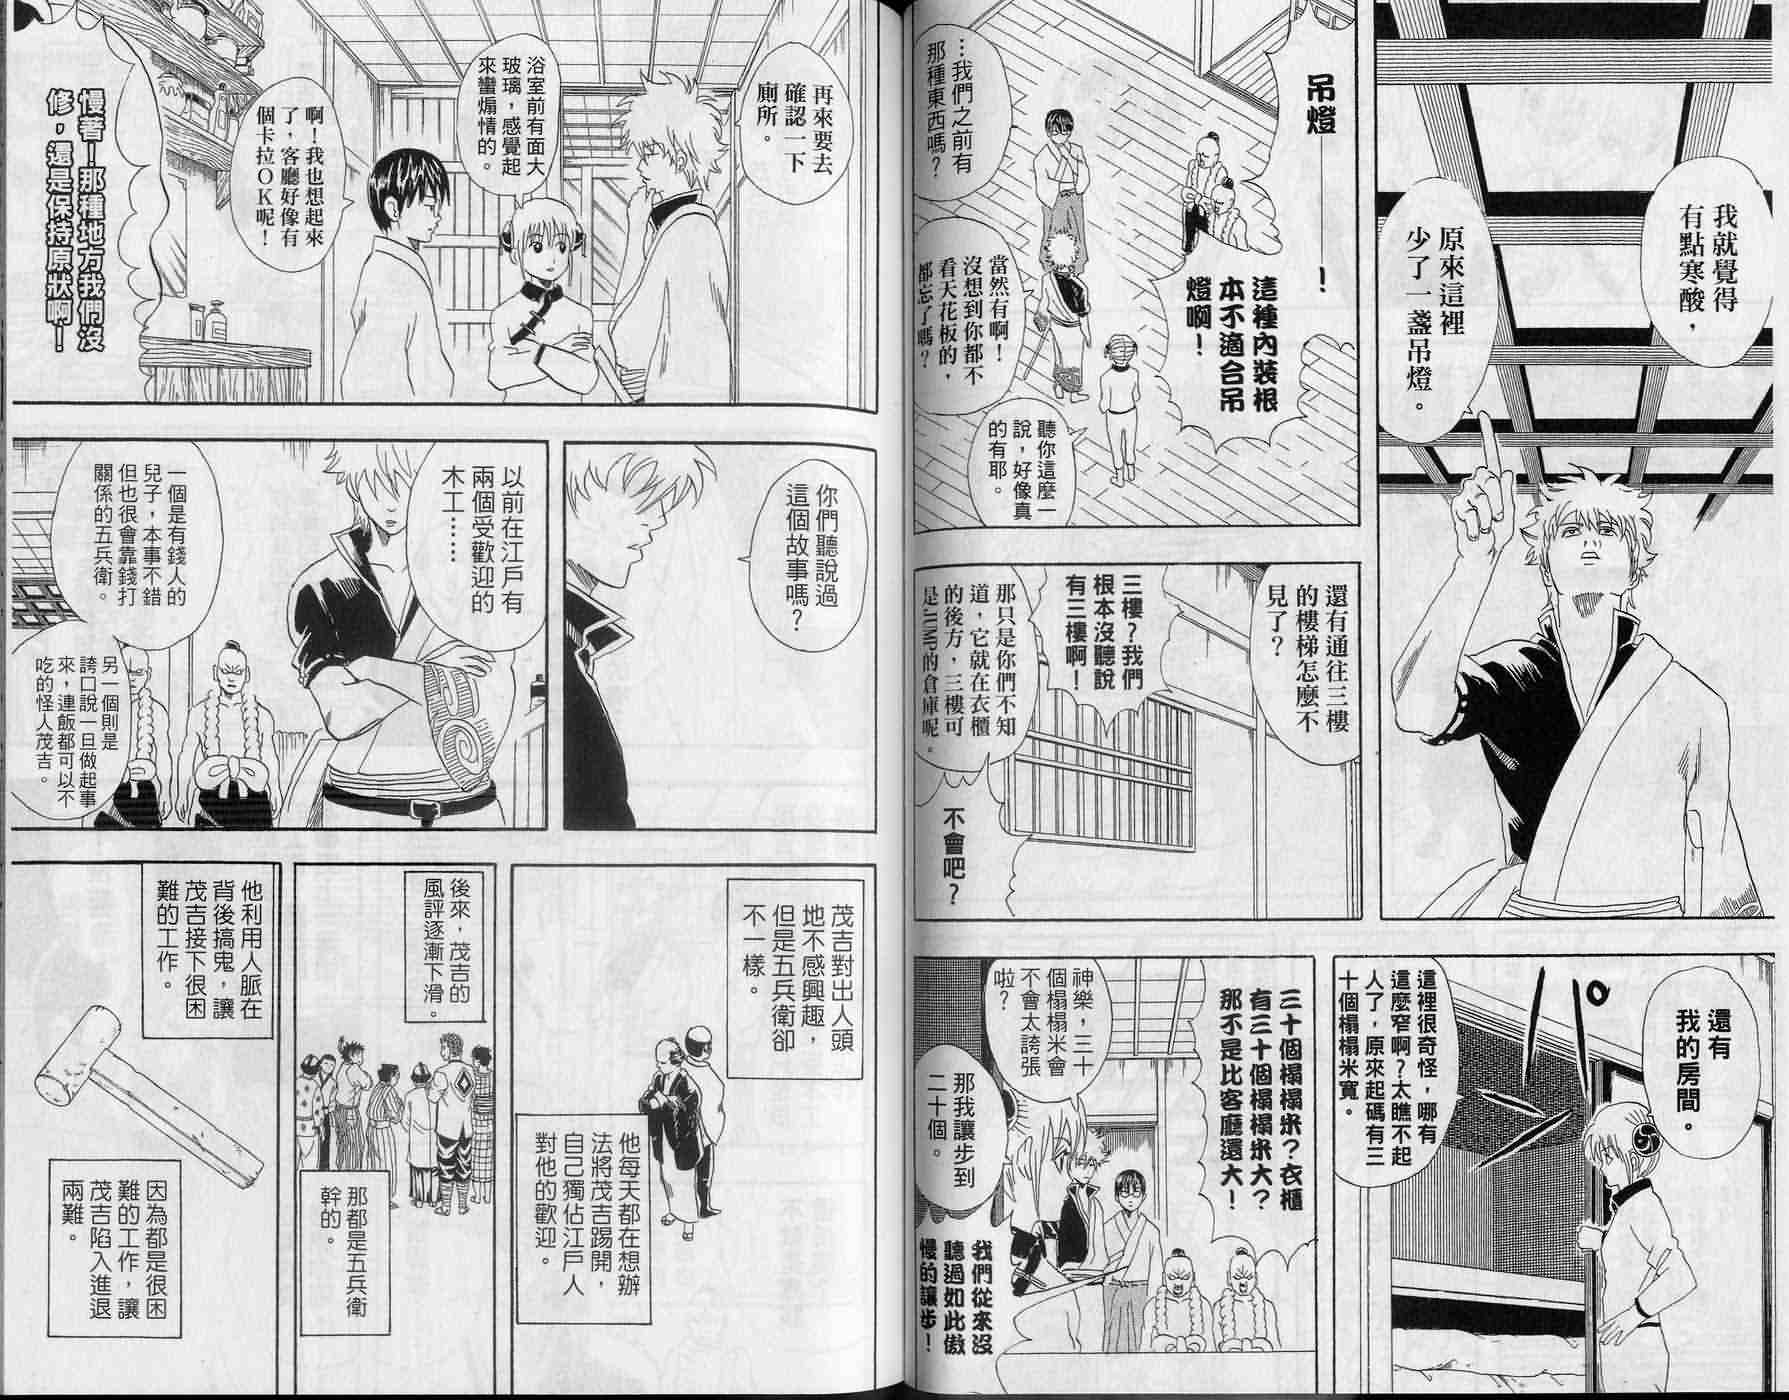 我就覺得
有點寒酸，
原來這裡
少了一盞吊燈。
吊燈——！
這種內裝根
本不適合吊
燈啊！
…我們之前有
那種東西嗎？
當然有啊！
沒想到你都不
看天花板的，
都忘了嗎？
聽你這麼一
說，好像真
的有耶。
還有通往三樓
的樓梯怎麼不
見了？
三樓？我們
根本沒聽說
有三樓啊！
那只是你們不知
道，它就在衣櫃
的後方，三樓可
是JUMP的倉庫呢。
不會吧？
還有
我的房間。
這裡很奇怪，哪有
這麼窄啊？太瞧不起
人了，原來起碼有三
十個榻榻米寬。
三十個榻榻米？衣櫃
有三十個榻榻米大？
那不是比客廳還大！
神樂，三十
個榻榻米會
不會太誇張
啦？
那我讓步到
二十個。
我們從來沒
聽過如此傲
慢的讓步！
再來要去
確認一下
廁所。
浴室前有面大
玻璃，感覺起
來蠻煽情的。
啊！我也想起來
了，客廳好像有
個卡拉OK呢！
慢著！那種地方我們沒
修，還是保持原狀啊！
你們聽說過
這個故事嗎？
以前在江戶有
兩個受歡迎的
木工……
一個是有錢人的
兒子，本事不錯
但也很會靠錢打
關係的五兵衛。
另一個則是
誇口說一旦做起事
來，連飯都可以不
吃的怪人茂吉。
茂吉對出人頭
地不感興趣，
但是五兵衛卻
不一樣。
他每天都在想辦
法將茂吉踢開，
自己獨佔江戶人
對他的歡迎。
後來，茂吉的
風評逐漸下滑。
那都是五兵衛
幹的。
他利用人脈在
背後搞鬼，讓
茂吉接下很困
難的工作。
因為都是很困
難的工作，讓
茂吉陷入進退
兩難。